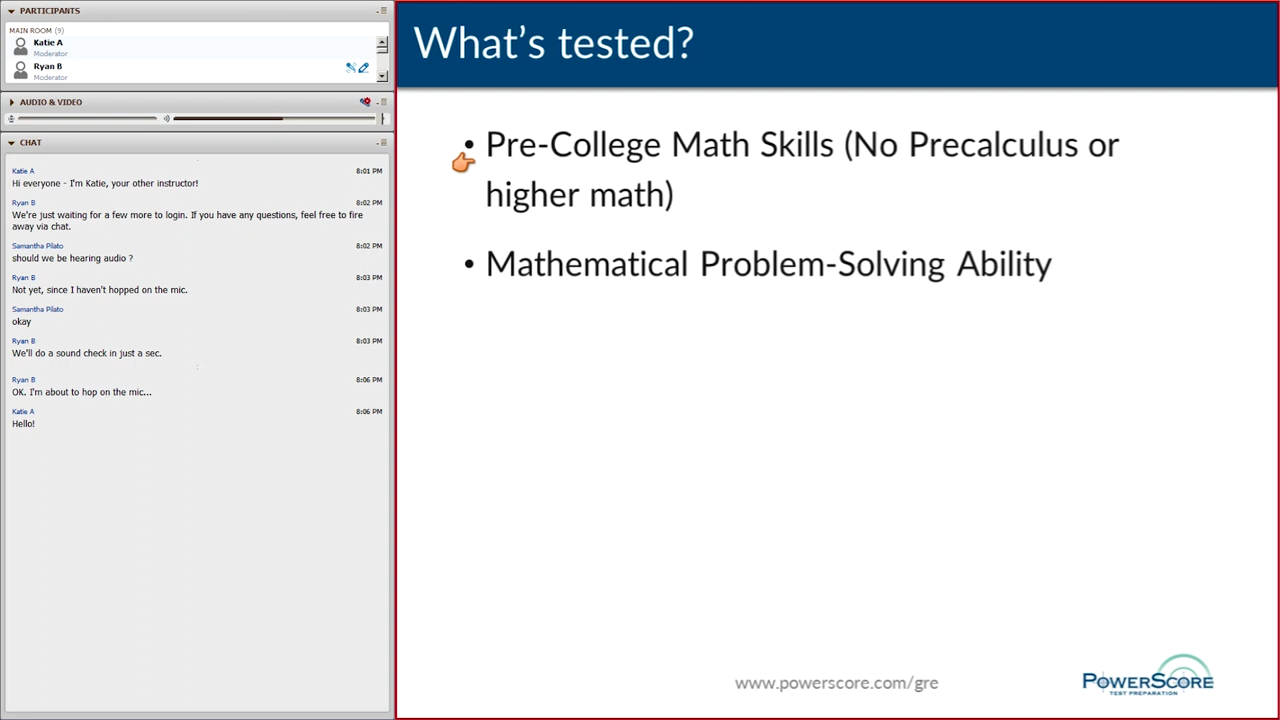 PARTICIPANTS
MAIN ROOM (9)
Katie A
Moderator
Ryan B
Moderator
AUDIO & VIDEO
CHAT
Katie A 8:01 PM
Hi everyone - I'm Katie, your other instructor!
Ryan B 8:02 PM
We're just waiting for a few more to login. If you have any questions, feel free to fire
away via chat.
Samantha Pilato 8:02 PM
should we be hearing audio ?
Ryan B 8:03 PM
Not yet, since I haven't hopped on the mic.
Samantha Pilato 8:03 PM
okay
Ryan B 8:03 PM
We'll do a sound check in just a sec.
Ryan B 8:06 PM
OK. I'm about to hop on the mic...
Katie A 8:06 PM
Hello!
What's tested?
• Pre-College Math Skills (No Precalculus or
higher math)
• Mathematical Problem-Solving Ability
www.powerscore.com/gre
POWERSCORE
TEST PREPARATION